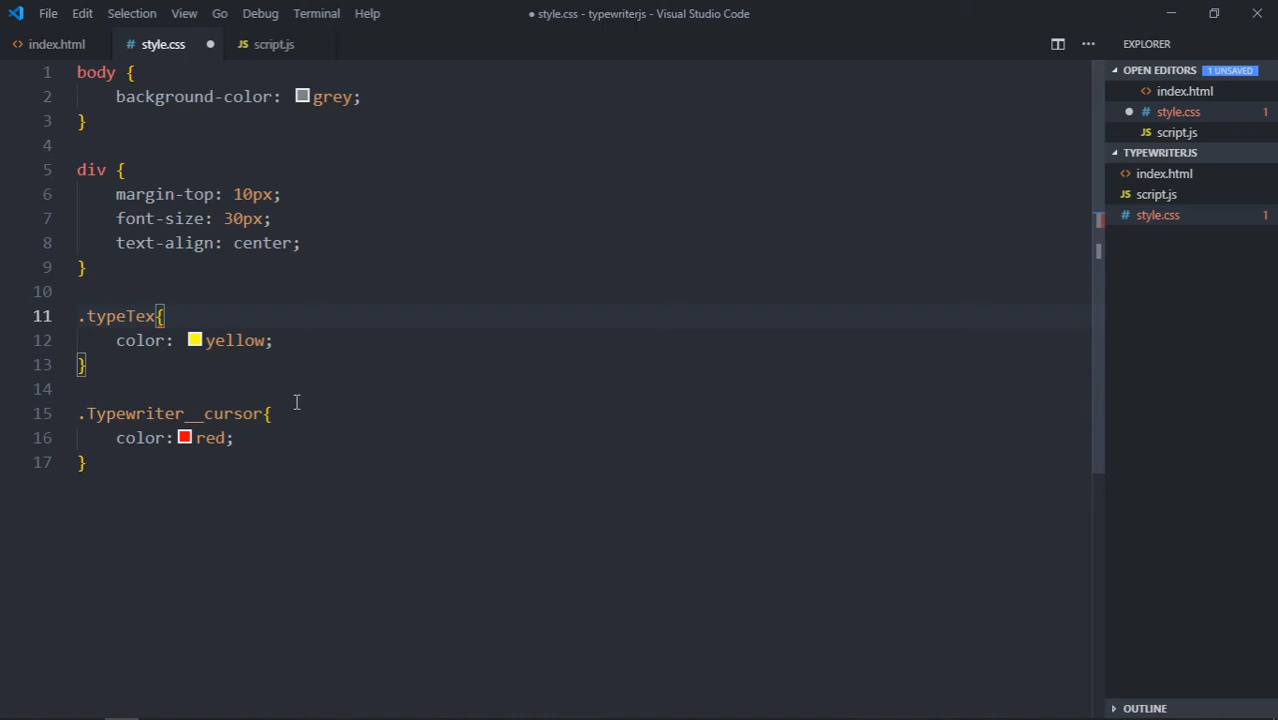 File Edit Selection View Go Debug Terminal Help
● style.css - typewriterjs - Visual Studio Code
<> index.html # style.css ● JS script.js
EXPLORER
OPEN EDITORS 1 UNSAVED
<> index.html
● # style.css 1
JS script.js
TYPEWRITERJS
<> index.html
JS script.js
# style.css 1
OUTLINE
1 body {
2 background-color: grey;
3 }
4
5 div {
6 margin-top: 10px;
7 font-size: 30px;
8 text-align: center;
9 }
10
11 .typeTex{
12 color: yellow;
13 }
14
15 .Typewriter__cursor{
16 color:red;
17 }